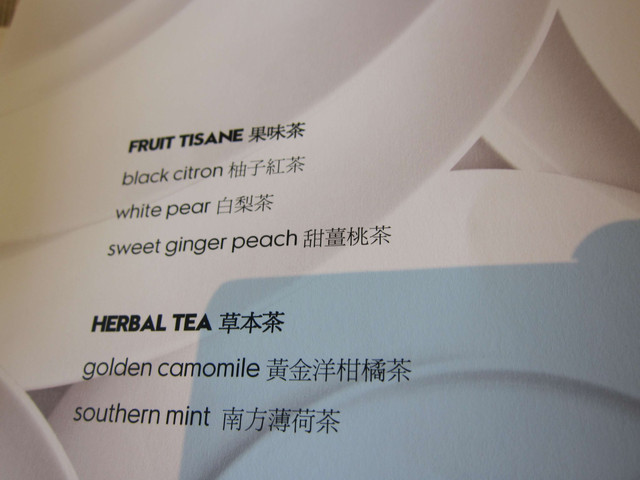 FRUIT TISANE 果味茶
black citron 柚子紅茶
white pear 白梨茶
sweet ginger peach 甜薑桃茶
HERBAL TEA 草本茶
golden camomile 黃金洋柑橘茶
southern mint 南方薄荷茶